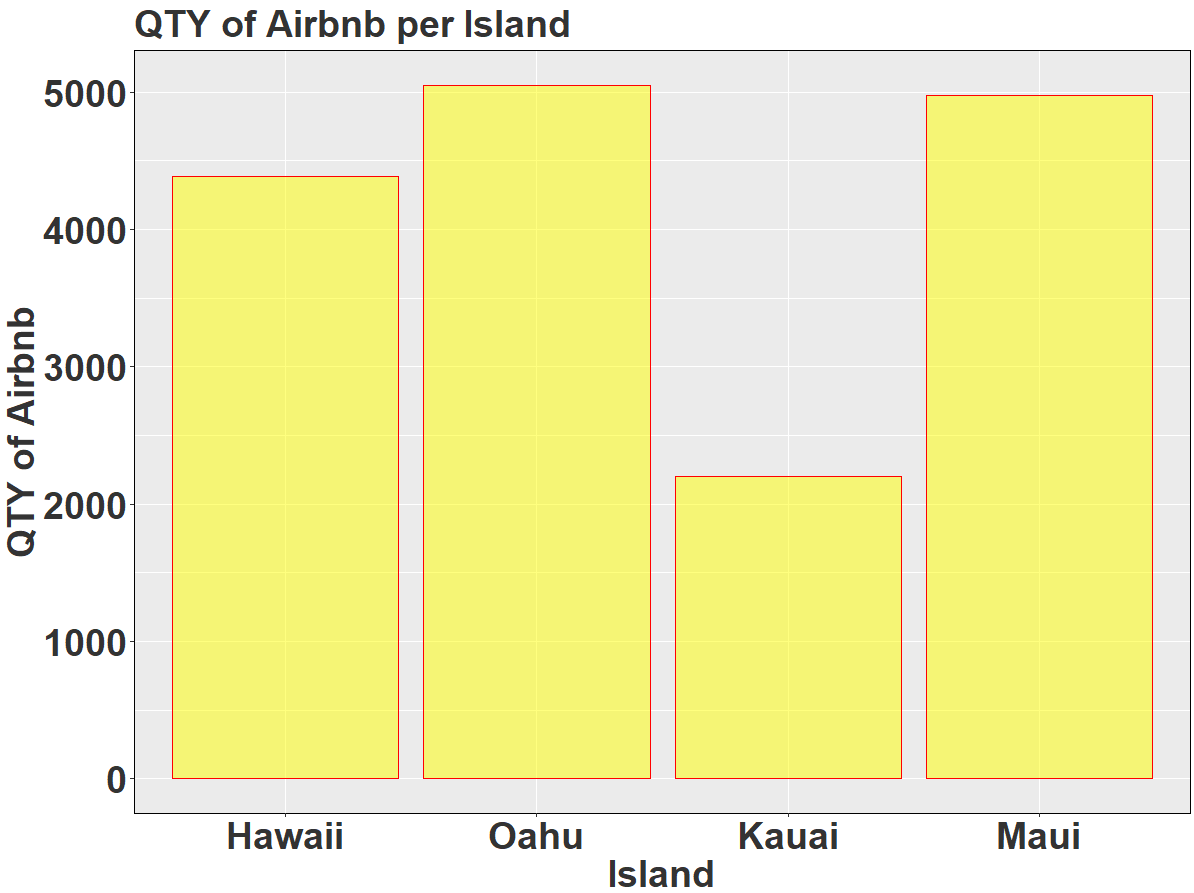 QTY of Airbnb per Island
QTY of Airbnb
5000
4000
3000
2000
1000
0
Hawaii Oahu Kauai Maui
Island